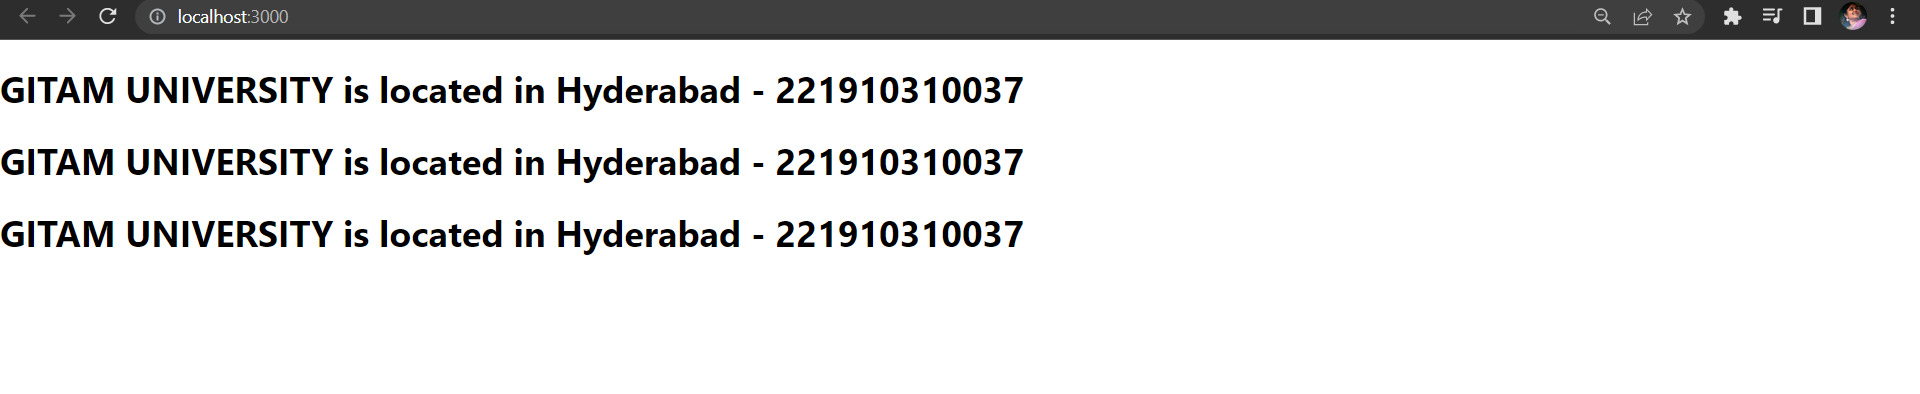 localhost:3000
GITAM UNIVERSITY is located in Hyderabad - 221910310037
GITAM UNIVERSITY is located in Hyderabad - 221910310037
GITAM UNIVERSITY is located in Hyderabad - 221910310037